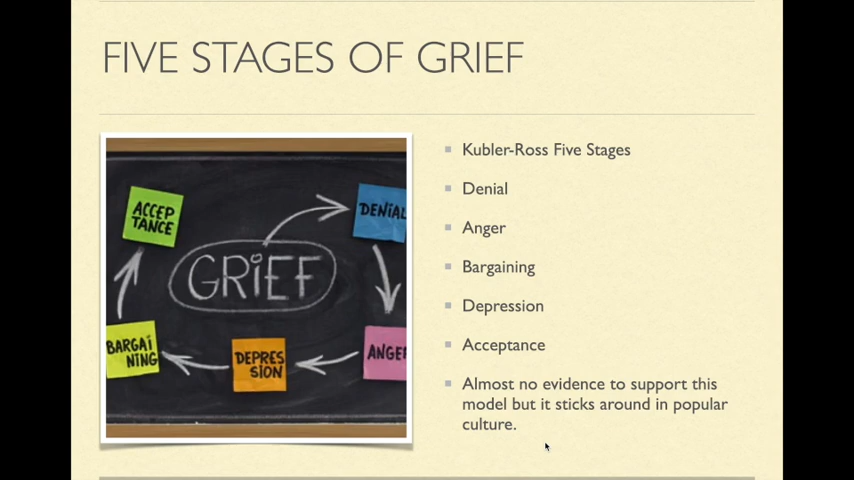 FIVE STAGES OF GRIEF
ACCEP
TANCE
DENIAL
GRIEF
BARGAI
NING
DEPRES
SION
ANGER
Kubler-Ross Five Stages
Denial
Anger
Bargaining
Depression
Acceptance
Almost no evidence to support this
model but it sticks around in popular
culture.